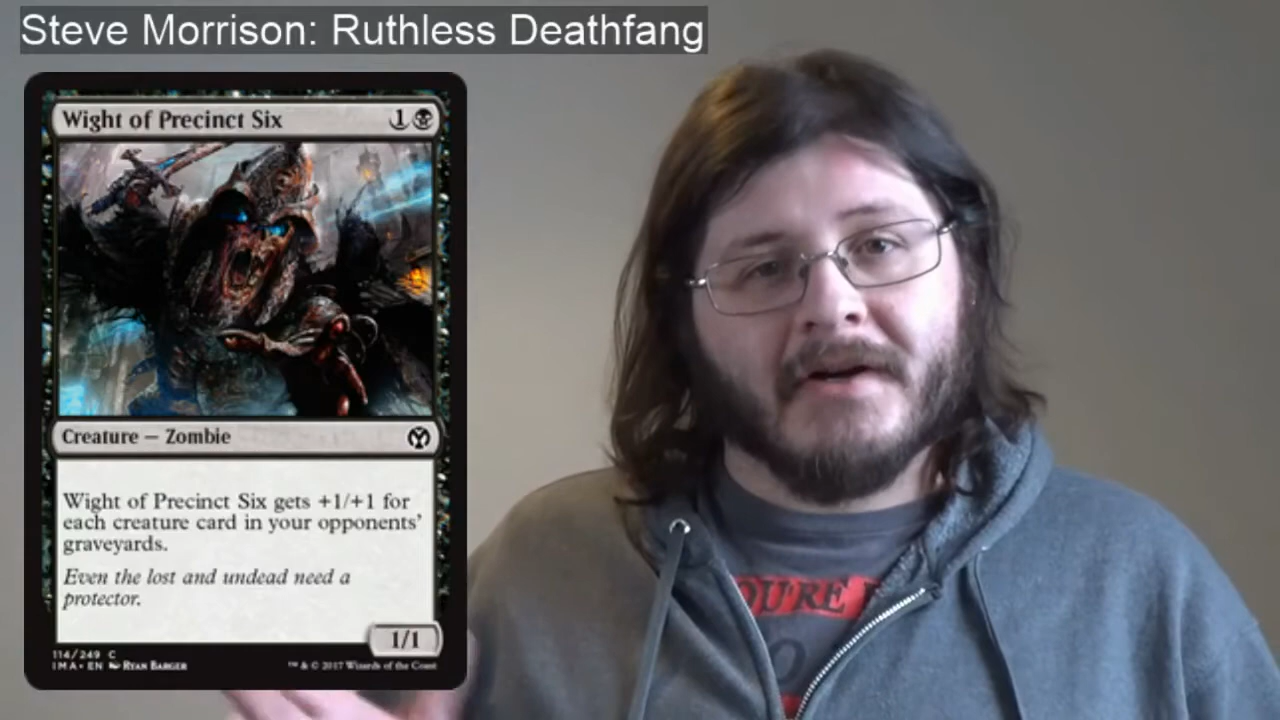 Steve Morrison: Ruthless Deathfang
Wight of Precinct Six 1
Creature — Zombie
Wight of Precinct Six gets +1/+1 for
each creature card in your opponents'
graveyards.
Even the lost and undead need a
protector.
1/1
114/249 C
IMA • EN Ryan Barger
™ & © 2017 Wizards of the Coast
OU'RE